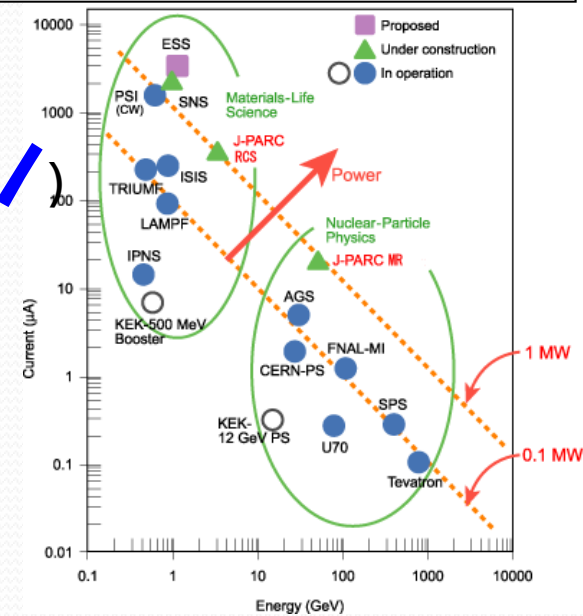 10000
1000
100
10
1
0.1
0.01
Current (μA)
0.1
1
10
100
1000
10000
Energy (GeV)
Proposed
Under construction
In operation
ESS
PSI
(CW)
SNS
Materials-Life
Science
J-PARC
RCS
)
TRIUMF
ISIS
LAMPF
Power
IPNS
KEK-500 MeV
Booster
Nuclear-Particle
Physics
J-PARC MR
AGS
CERN-PS
FNAL-MI
1 MW
KEK-
12 GeV PS
U70
SPS
0.1 MW
Tevatron